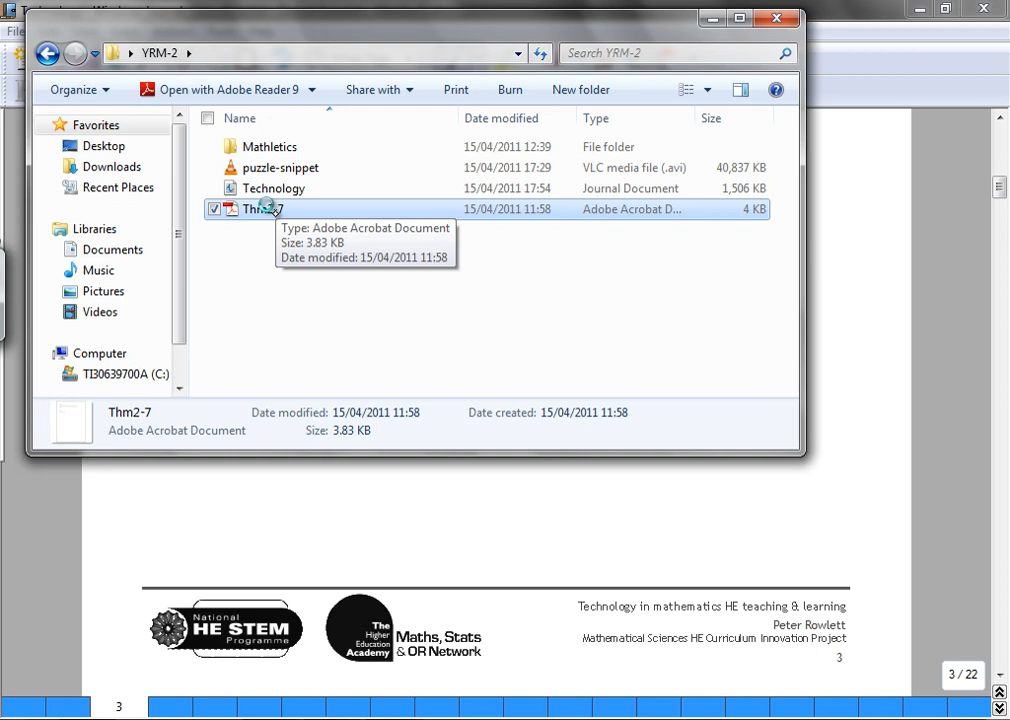 YRM-2
Search YRM-2
Organize
Open with Adobe Reader 9
Share with
Print
Burn
New folder
Favorites
Desktop
Downloads
Recent Places
Libraries
Documents
Music
Pictures
Videos
Computer
TI30639700A (C:)
Name
Date modified
Type
Size
Mathletics
15/04/2011 12:39
File folder
puzzle-snippet
15/04/2011 17:29
VLC media file (.avi)
40,837 KB
Technology
15/04/2011 17:54
Journal Document
1,506 KB
15/04/2011 11:58
Adobe Acrobat D...
4 KB
Type: Adobe Acrobat Document
Size: 3.83 KB
Date modified: 15/04/2011 11:58
Thm2-7
Date modified: 15/04/2011 11:58
Date created: 15/04/2011 11:58
Adobe Acrobat Document
Size: 3.83 KB
National
HE STEM
Programme
The
Higher
Education
Academy
Maths, Stats
& OR Network
Technology in mathematics HE teaching & learning
Peter Rowlett
Mathematical Sciences HE Curriculum Innovation Project
3
3 / 22
3